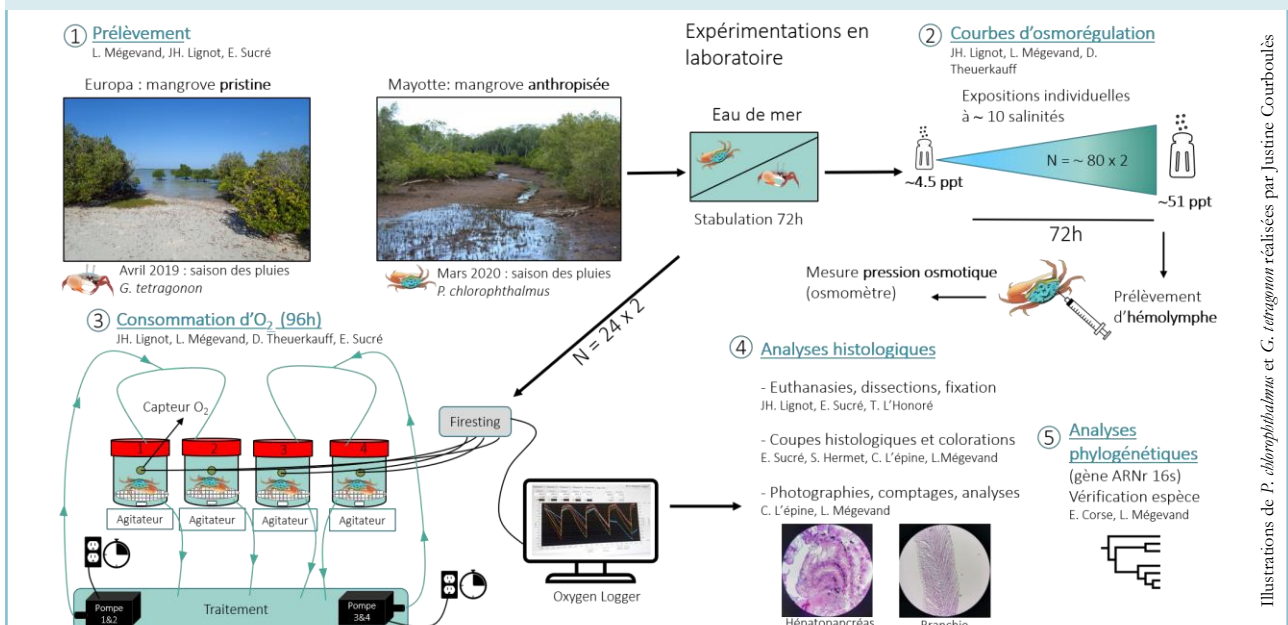 ① Prélèvement
L. Mégevand, JH. Lignot, E. Sucré
Europa : mangrove pristine
Mayotte: mangrove anthropisée
Avril 2019 : saison des pluies
G. tetragonon
Mars 2020 : saison des pluies
P. chlorophthalmus
Expérimentations en
laboratoire
Eau de mer
Stabulation 72h
② Courbes d'osmorégulation
JH. Lignot, L. Mégevand, D.
Theuerkauff
Expositions individuelles
à ~ 10 salinités
N = ~ 80 x 2
~4.5 ppt
~51 ppt
72h
Mesure pression osmotique
(osmomètre)
Prélèvement
d'hémolymphe
N = 24 x 2
③ Consommation d'O₂ (96h)
JH. Lignot, L. Mégevand, D. Theuerkauff, E. Sucré
Capteur O₂
1
2
3
4
Agitateur
Agitateur
Agitateur
Agitateur
Firesting
Oxygen Logger
Pompe
1&2
Traitement
Pompe
3&4
④ Analyses histologiques
- Euthanasies, dissections, fixation
JH. Lignot, E. Sucré, T. L'Honoré
- Coupes histologiques et colorations
E. Sucré, S. Hermet, C. L'épine, L.Mégevand
- Photographies, comptages, analyses
C. L'épine, L. Mégevand
Hépatopancréas
Branchie
⑤ Analyses
phylogénétiques
(gène ARNr 16s)
Vérification espèce
E. Corse, L. Mégevand
Illustrations de P. chlorophthalmus et G. tetragonon réalisées par Justine Courboulès